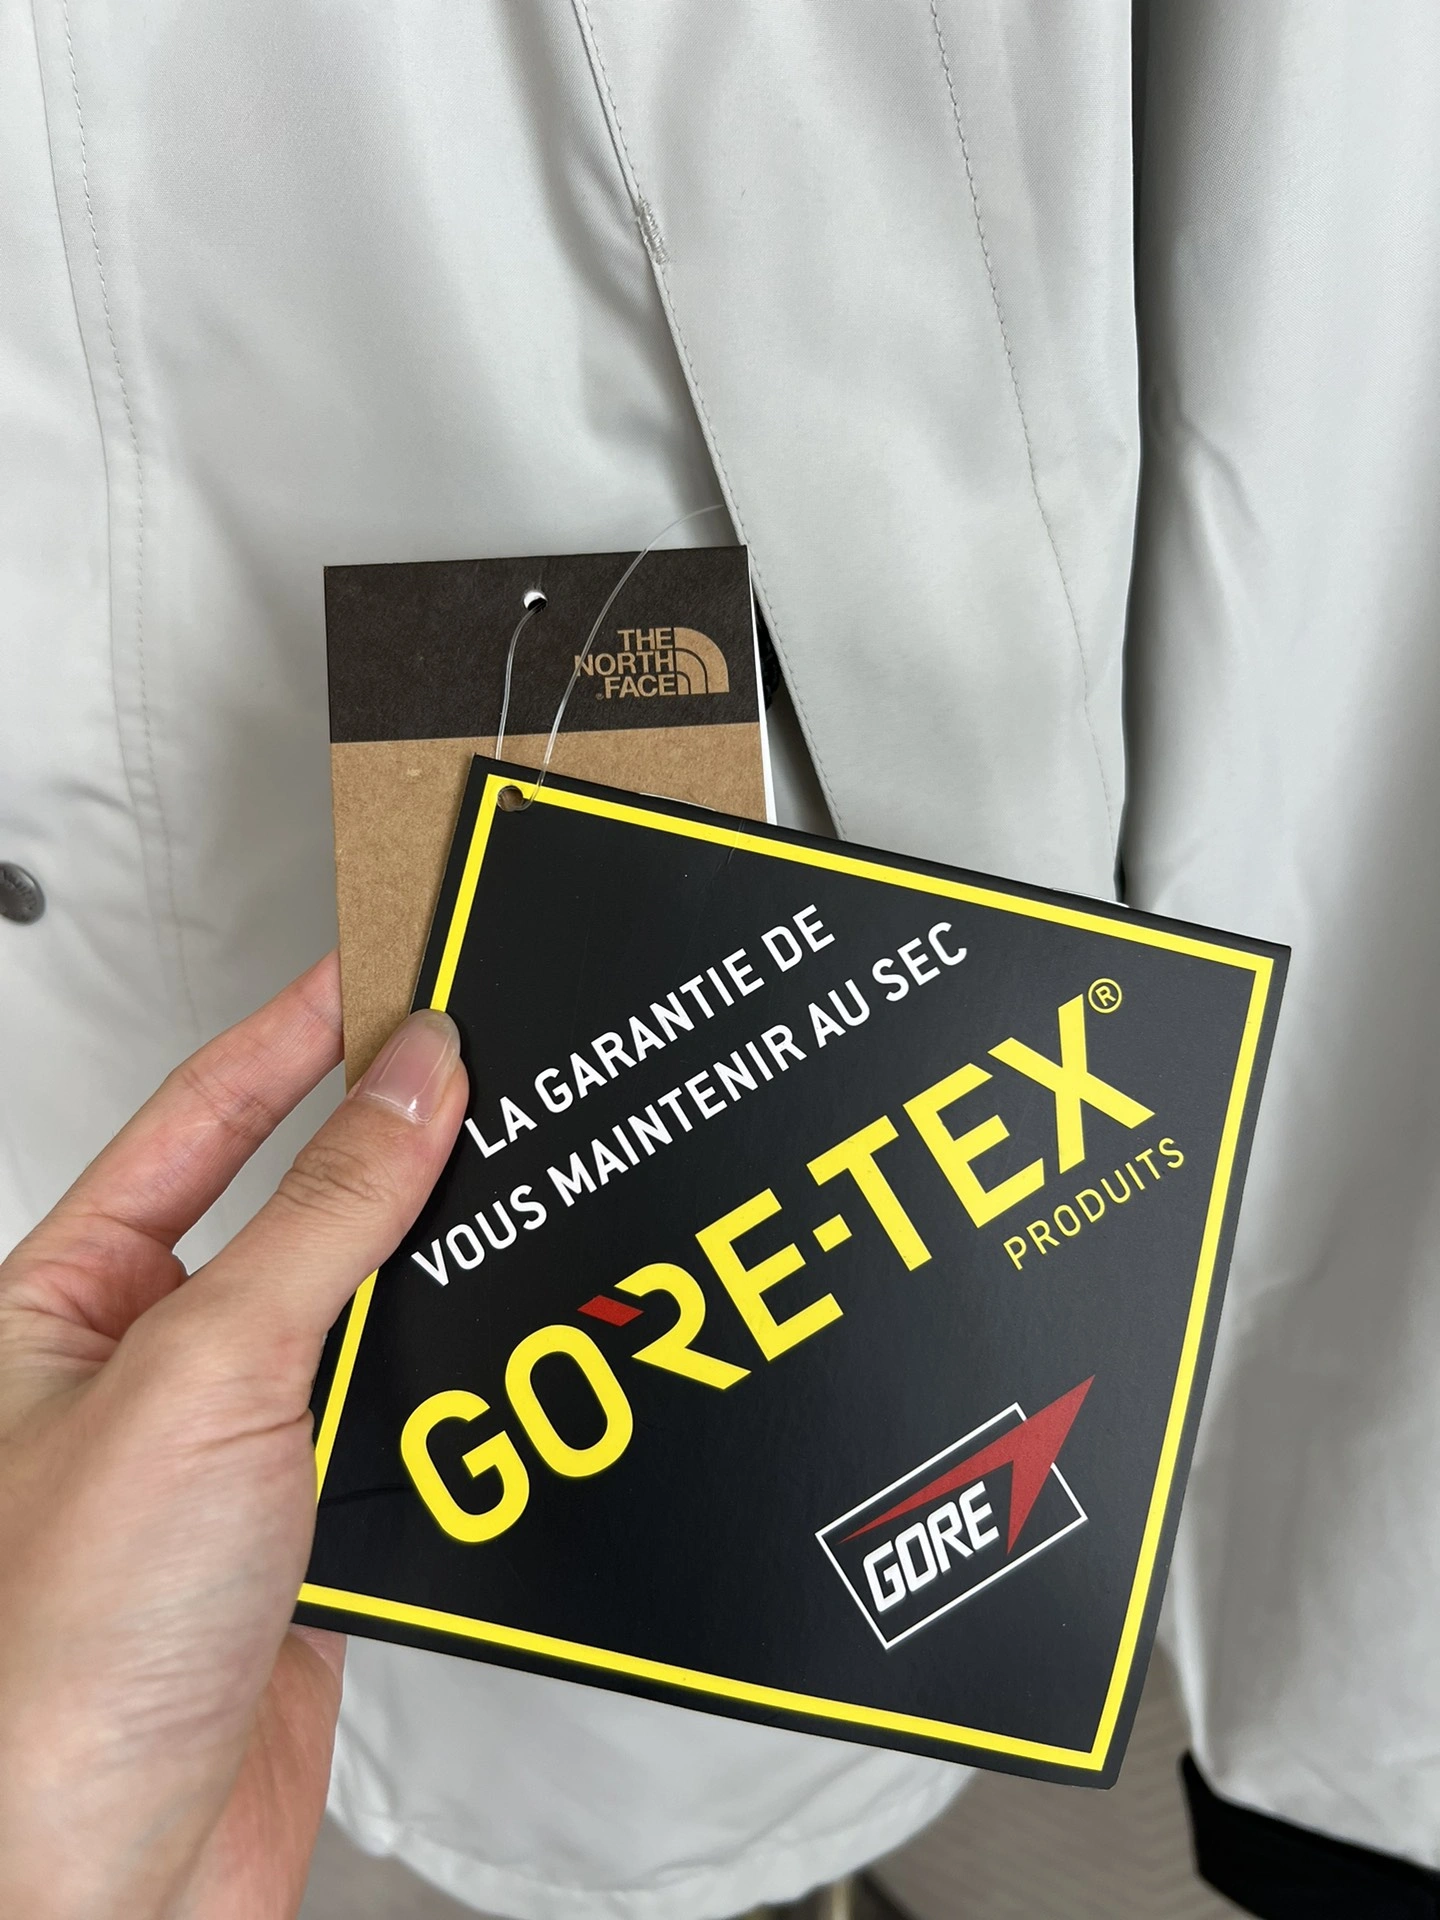 THE
NORTH
FACE
LA GARANTIE DE
VOUS MAINTENIR AU SEC
GORE-TEX®
PRODUITS
GORE